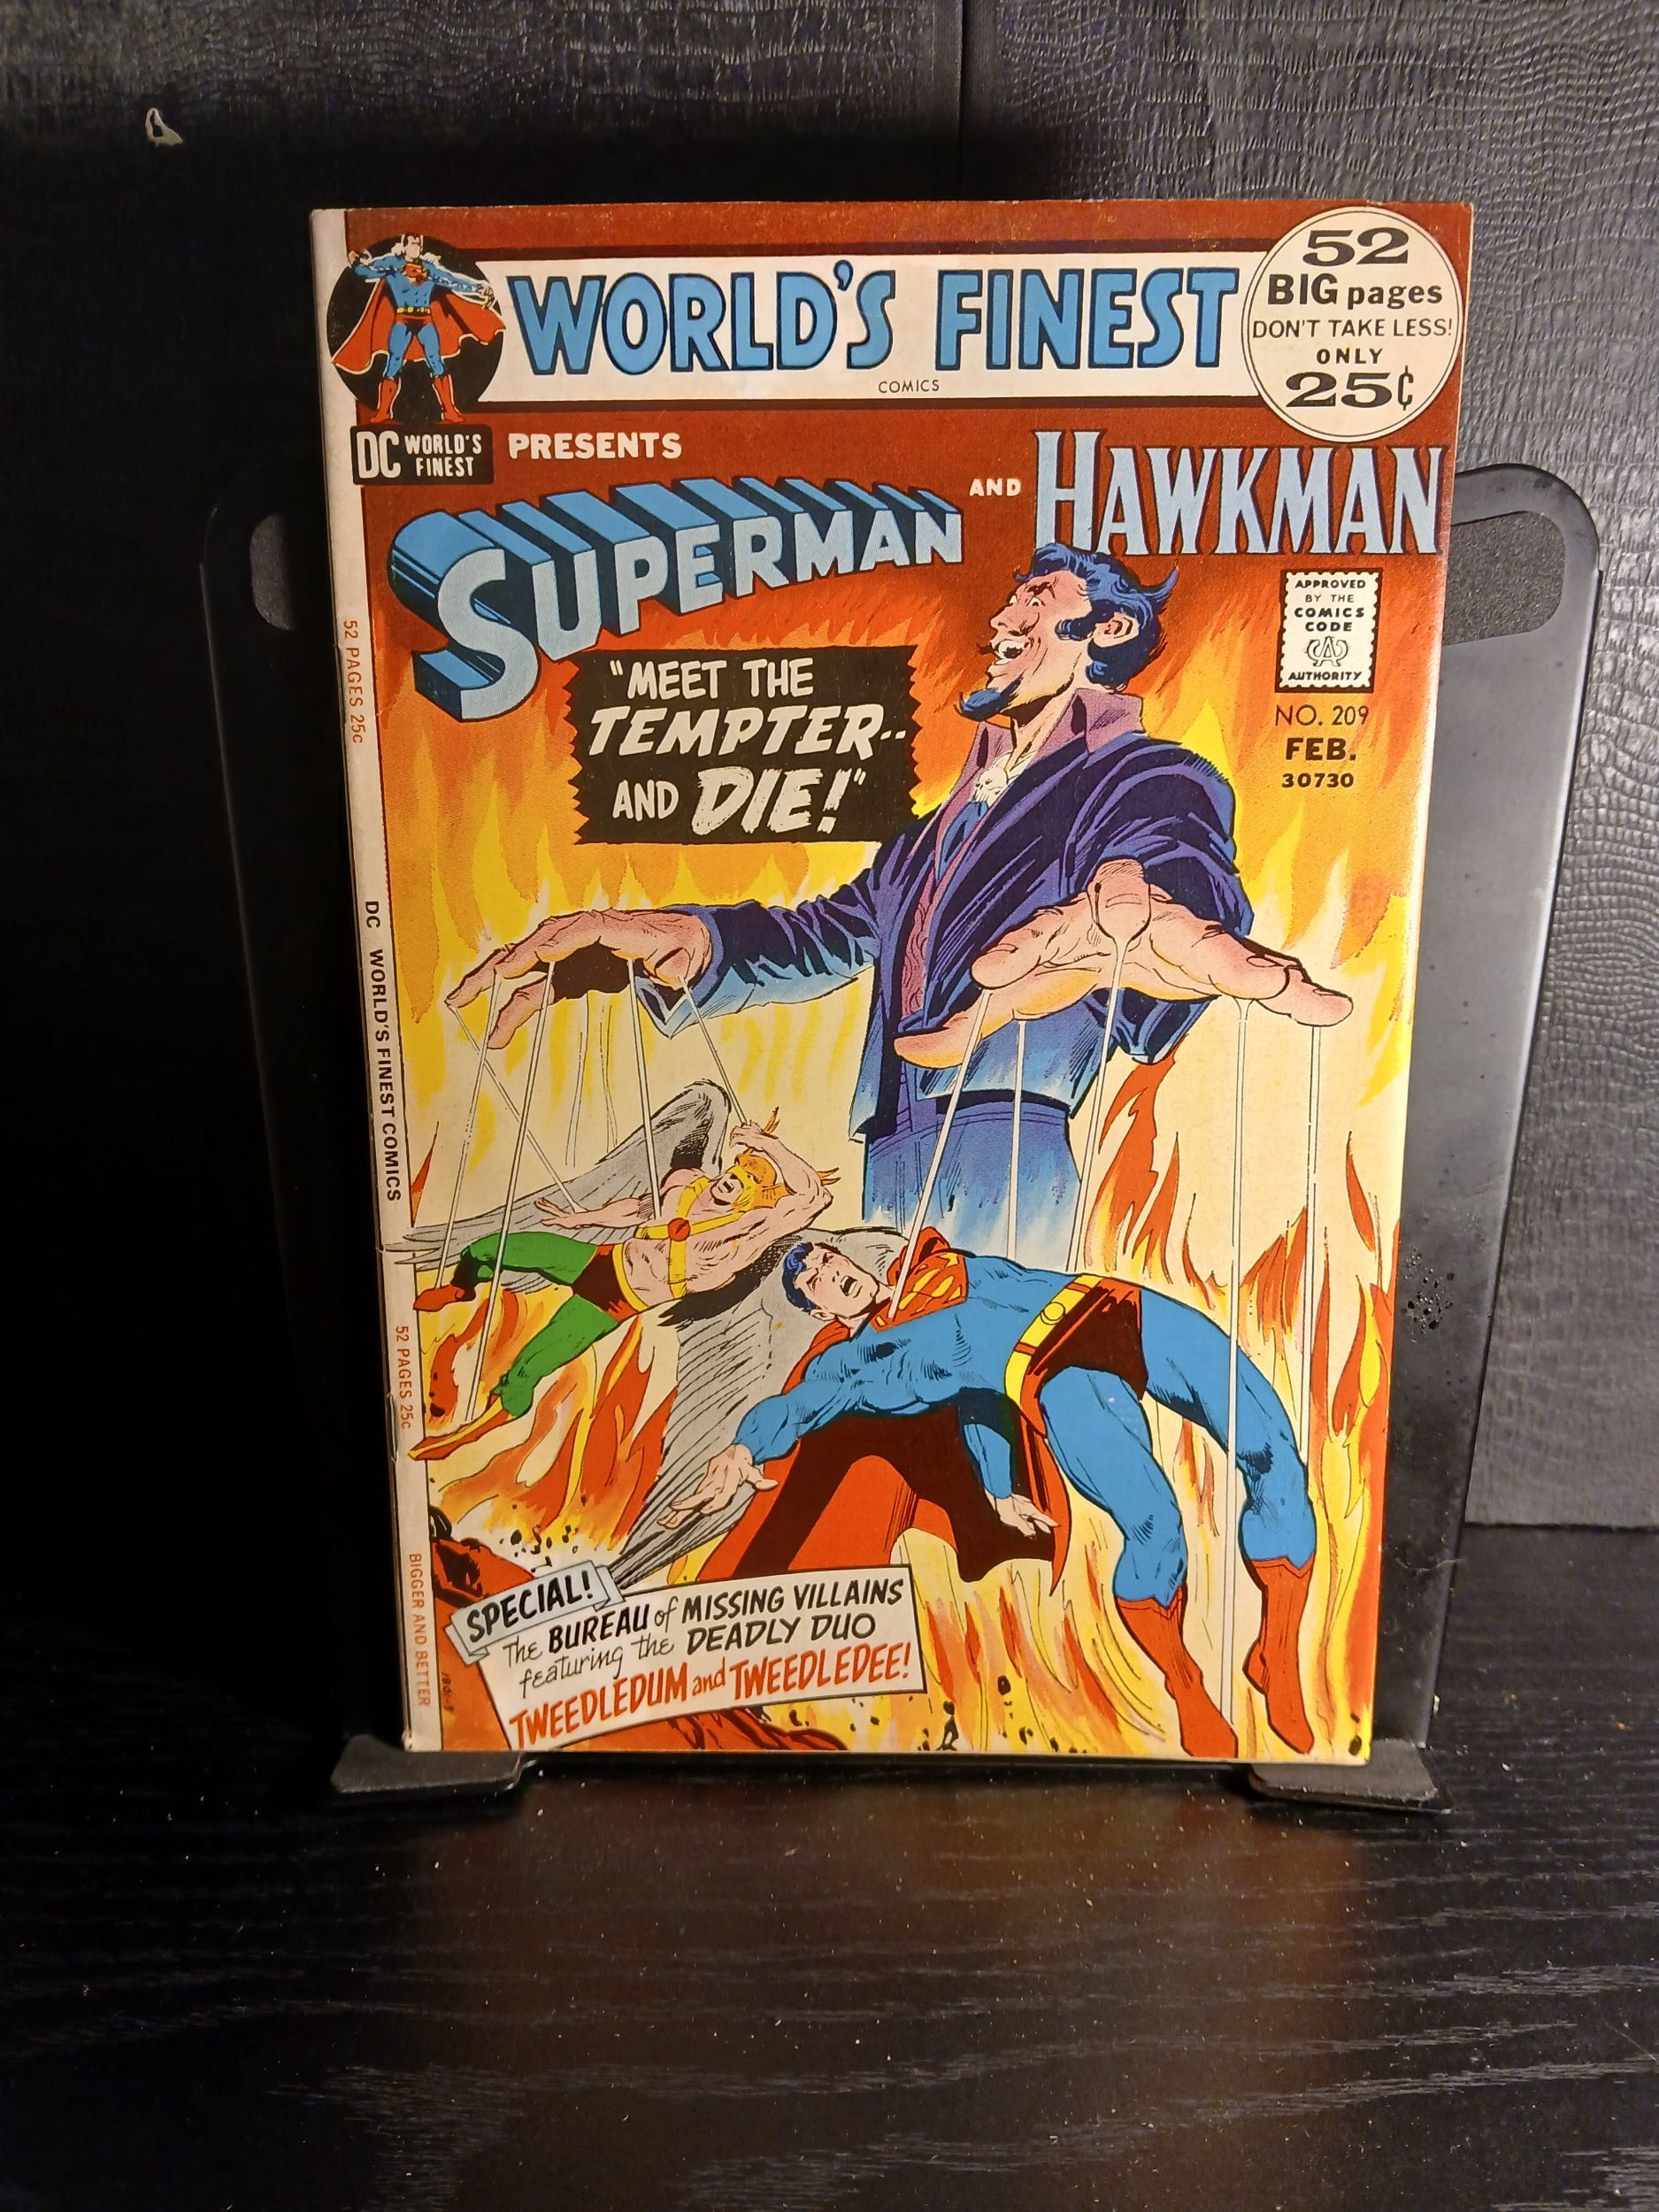 WORLD'S FINEST
COMICS
52
BIG pages
DON'T TAKE LESS!
ONLY
25¢
DC WORLD'S
FINEST
PRESENTS
SUPERMAN
AND
HAWKMAN
"MEET THE
TEMPTER--
AND DIE!"
APPROVED
BY THE
COMICS
CODE
CA
AUTHORITY
NO. 209
FEB.
30730
52 PAGES 25c
DC WORLD'S FINEST COMICS
52 PAGES 25c
BIGGER AND BETTER
SPECIAL!
The BUREAU of MISSING VILLAINS
featuring the DEADLY DUO
TWEEDLEDUM and TWEEDLEDEE!